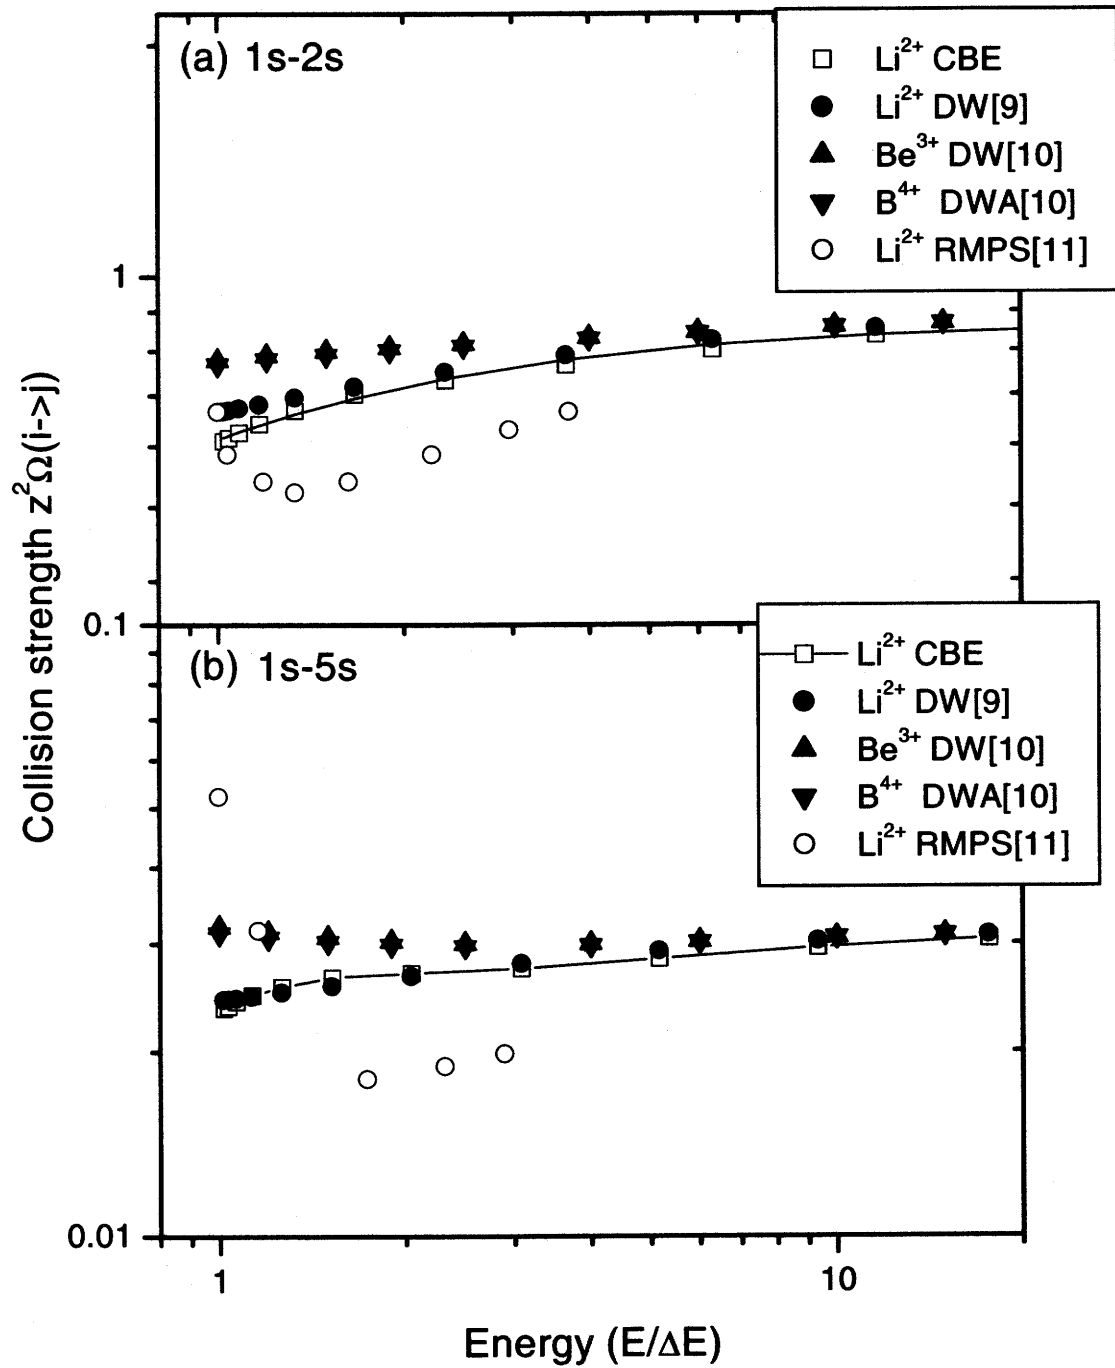 (a) 1s-2s
Li²⁺ CBE
Li²⁺ DW[9]
Be³⁺ DW[10]
B⁴⁺ DWA[10]
Li²⁺ RMPS[11]
1
0.1
(b) 1s-5s
Li²⁺ CBE
Li²⁺ DW[9]
Be³⁺ DW[10]
B⁴⁺ DWA[10]
Li²⁺ RMPS[11]
0.01
1
10
Collision strength z²Ω(i->j)
Energy (E/ΔE)